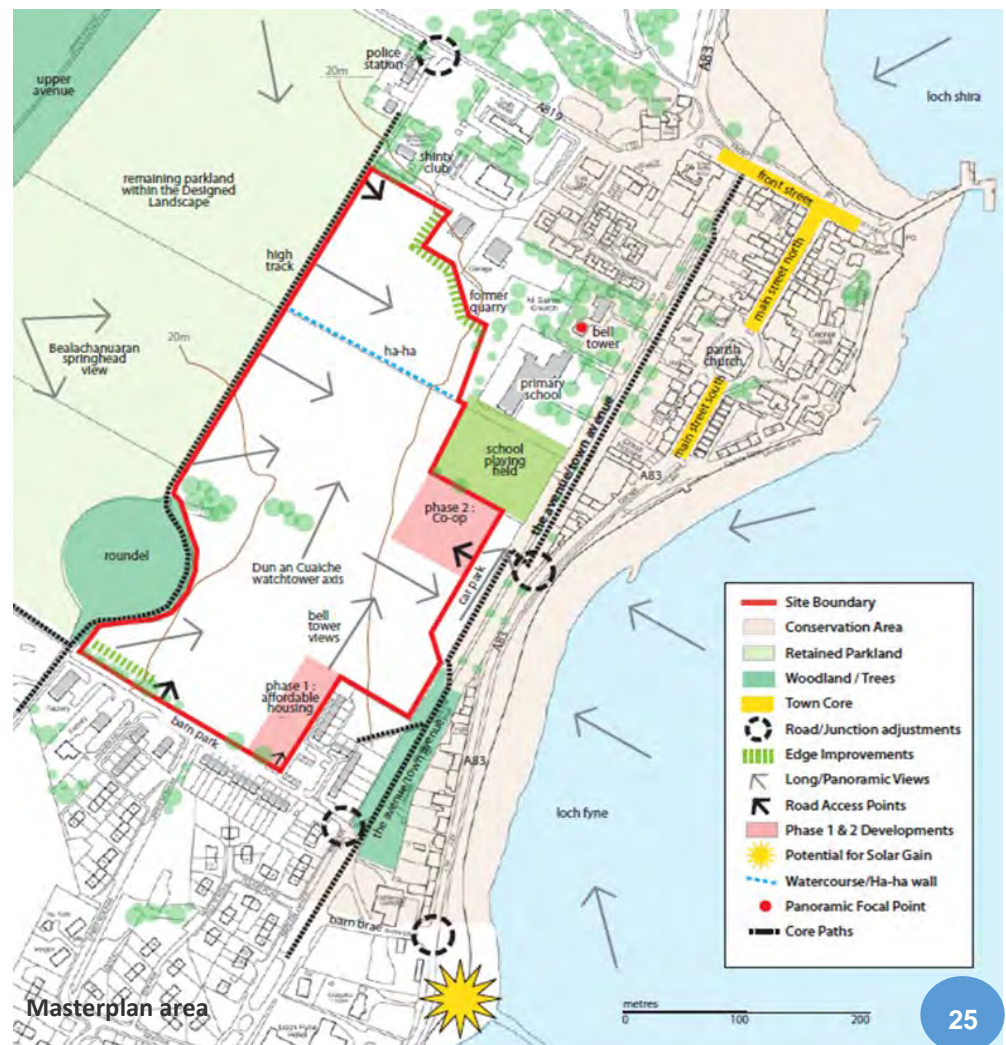 upper
avenue
police
station
20m
A83
loch shira
A819
shinty
club
front street
remaining parkland
within the Designed
Landscape
high
track
main street north
former
quarry
Garage
All Saints
Church
bell
tower
Bealachanuaran
springhead
view
20m
ha-ha
parish
church
primary
school
main street south
the avenue/town avenue
school
playing
field
A83
phase 2 :
Co-op
roundel
Dun an Cuaiche
watchtower axis
car park
bell
tower
views
A83
phase 1 :
affordable
housing
barn park
the avenue/town avenue
A83
loch fyne
barn brae
Loch Fyne
Hotel
Site Boundary
Conservation Area
Retained Parkland
Woodland / Trees
Town Core
Road/Junction adjustments
Edge Improvements
Long/Panoramic Views
Road Access Points
Phase 1 & 2 Developments
Potential for Solar Gain
Watercourse/Ha-ha wall
Panoramic Focal Point
Core Paths
Masterplan area
metres
0 100 200
25